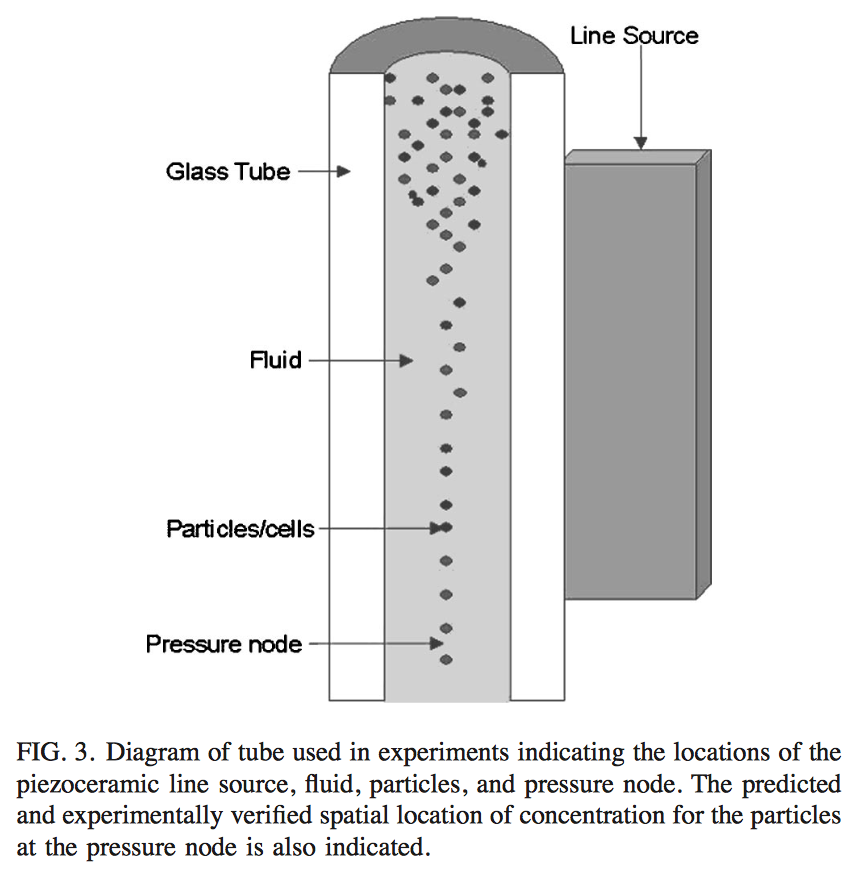 Line Source
Glass Tube
Fluid
Particles/cells
Pressure node
FIG. 3. Diagram of tube used in experiments indicating the locations of the
piezoceramic line source, fluid, particles, and pressure node. The predicted
and experimentally verified spatial location of concentration for the particles
at the pressure node is also indicated.